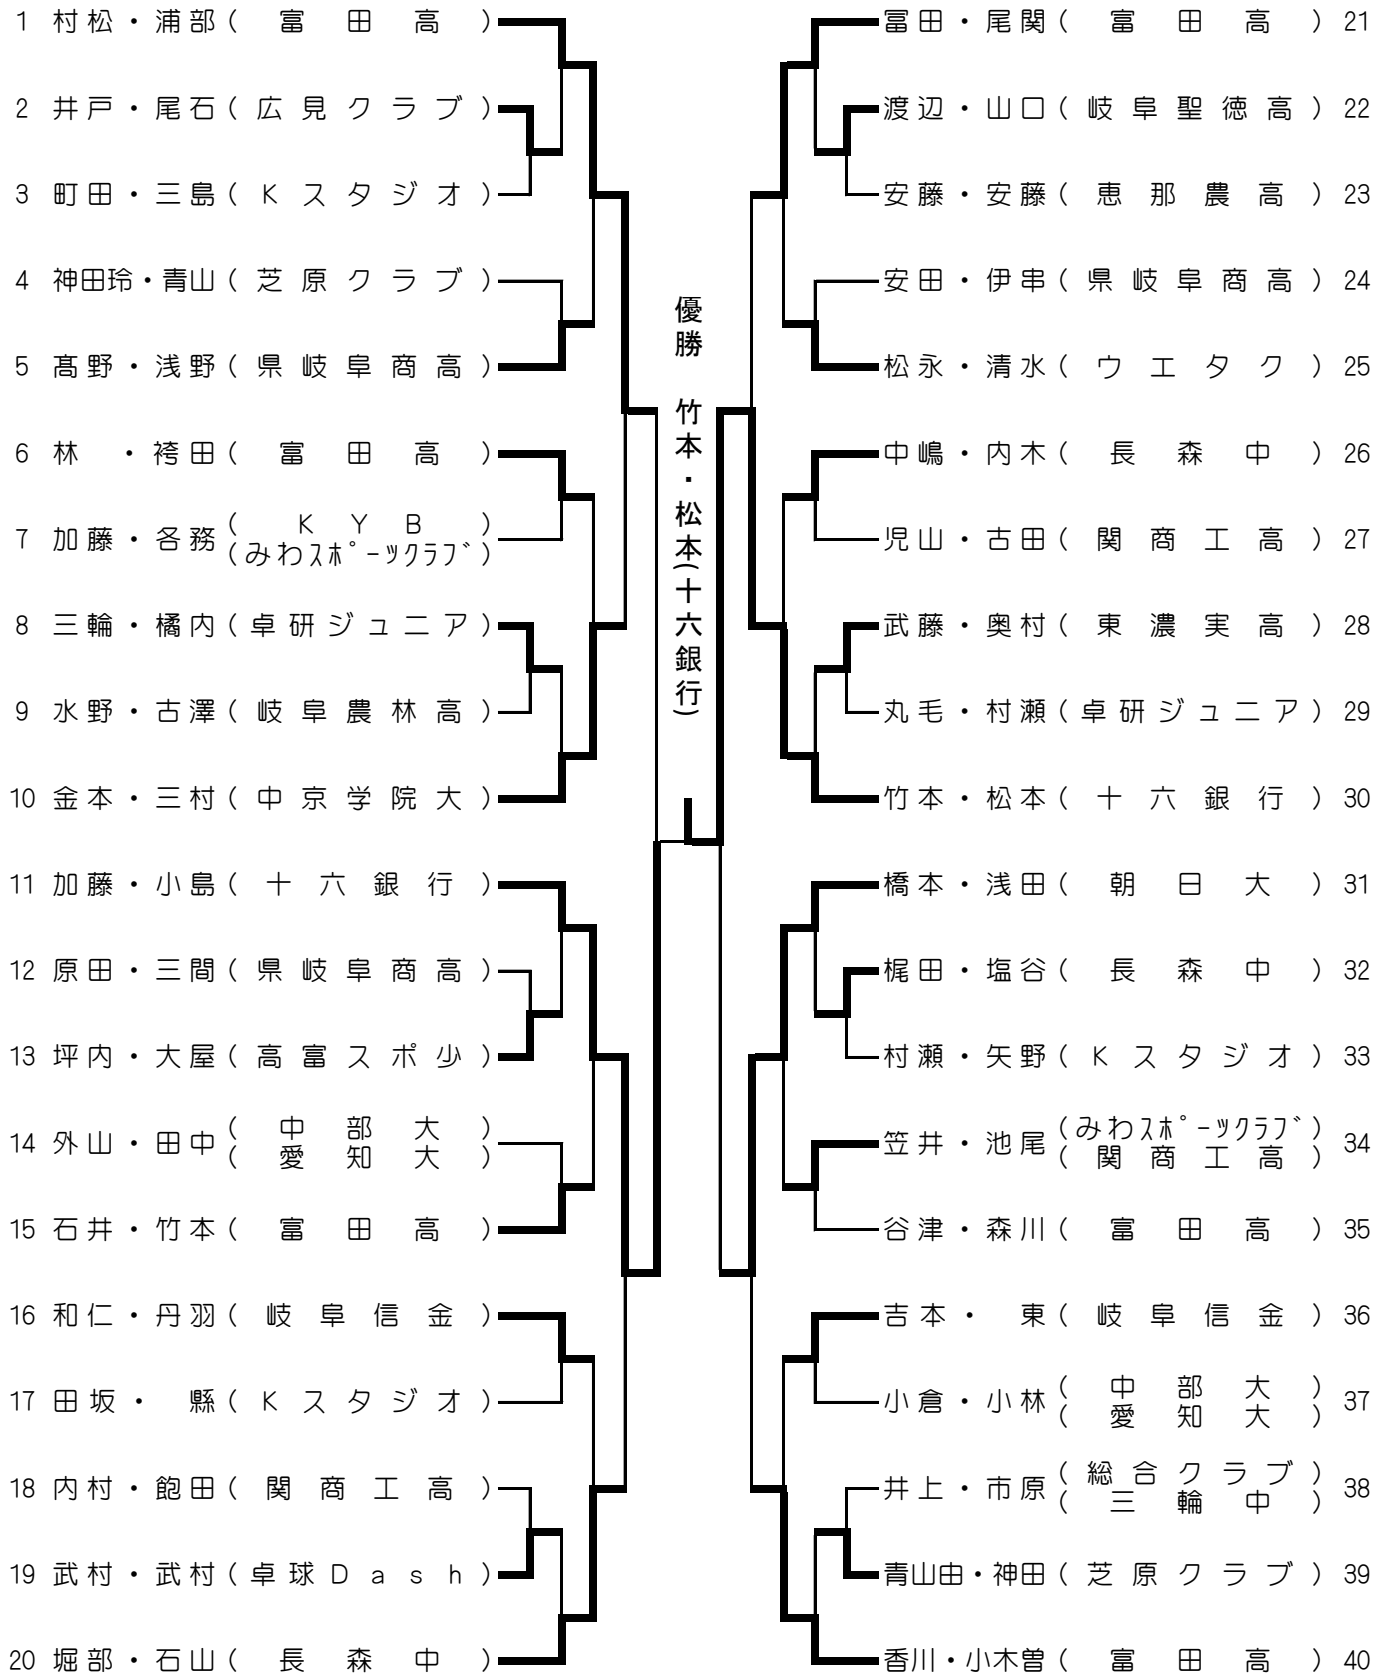 1 村松・浦部(富田高)
2 井戸・尾石(広見クラブ)
3 町田・三島(Kスタジオ)
4 神田玲・青山(芝原クラブ)
5 髙野・浅野(県岐阜商高)
6 林・袴田(富田高)
7 加藤・各務(KYB)
(みわｽﾎﾟｰﾂｸﾗﾌﾞ)
8 三輪・橘内(卓研ジュニア)
9 水野・古澤(岐阜農林高)
10 金本・三村(中京学院大)
11 加藤・小島(十六銀行)
12 原田・三間(県岐阜商高)
13 坪内・大屋(高富スポ少)
14 外山・田中(中部大)
(愛知大)
15 石井・竹本(富田高)
16 和仁・丹羽(岐阜信金)
17 田坂・縣(Kスタジオ)
18 内村・飽田(関商工高)
19 武村・武村(卓球Dash)
20 堀部・石山(長森中)
優勝 竹本・松本(十六銀行)
冨田・尾関(富田高) 21
渡辺・山口(岐阜聖徳高) 22
安藤・安藤(恵那農高) 23
安田・伊串(県岐阜商高) 24
松永・清水(ウエタク) 25
中嶋・内木(長森中) 26
児山・古田(関商工高) 27
武藤・奥村(東濃実高) 28
丸毛・村瀬(卓研ジュニア) 29
竹本・松本(十六銀行) 30
橋本・浅田(朝日大) 31
梶田・塩谷(長森中) 32
村瀬・矢野(Kスタジオ) 33
笠井・池尾(みわｽﾎﾟｰﾂｸﾗﾌﾞ)
(関商工高) 34
谷津・森川(富田高) 35
吉本・東(岐阜信金) 36
小倉・小林(中部大)
(愛知大) 37
井上・市原(総合クラブ)
(三輪中) 38
青山由・神田(芝原クラブ) 39
香川・小木曽(富田高) 40